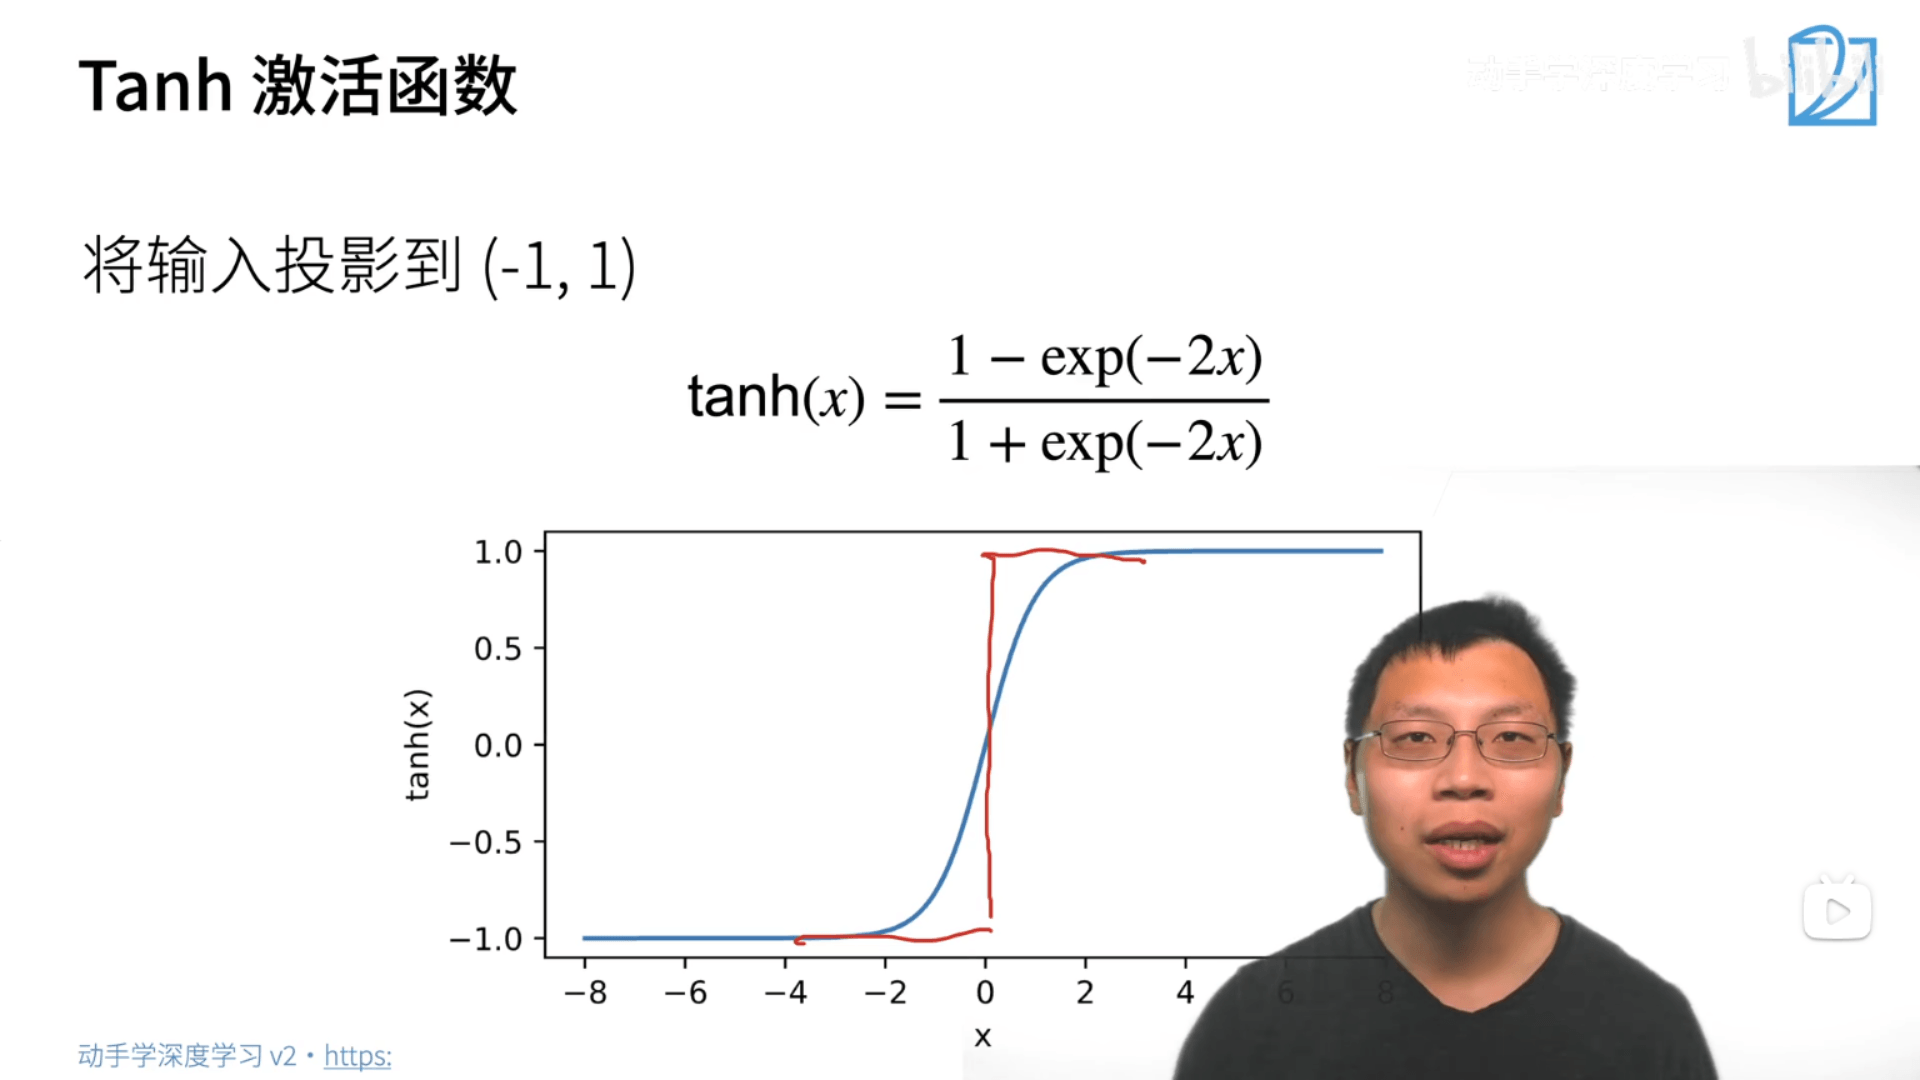 Tanh 激活函数
动手学深度学习 bilibili
将输入投影到 (-1, 1)
tanh(x) = \frac{1 − exp(−2x)}{1 + exp(−2x)}
1.0
0.5
0.0
−0.5
−1.0
tanh(x)
−8 −6 −4 −2 0 2 4 6 8
x
动手学深度学习 v2 • https: